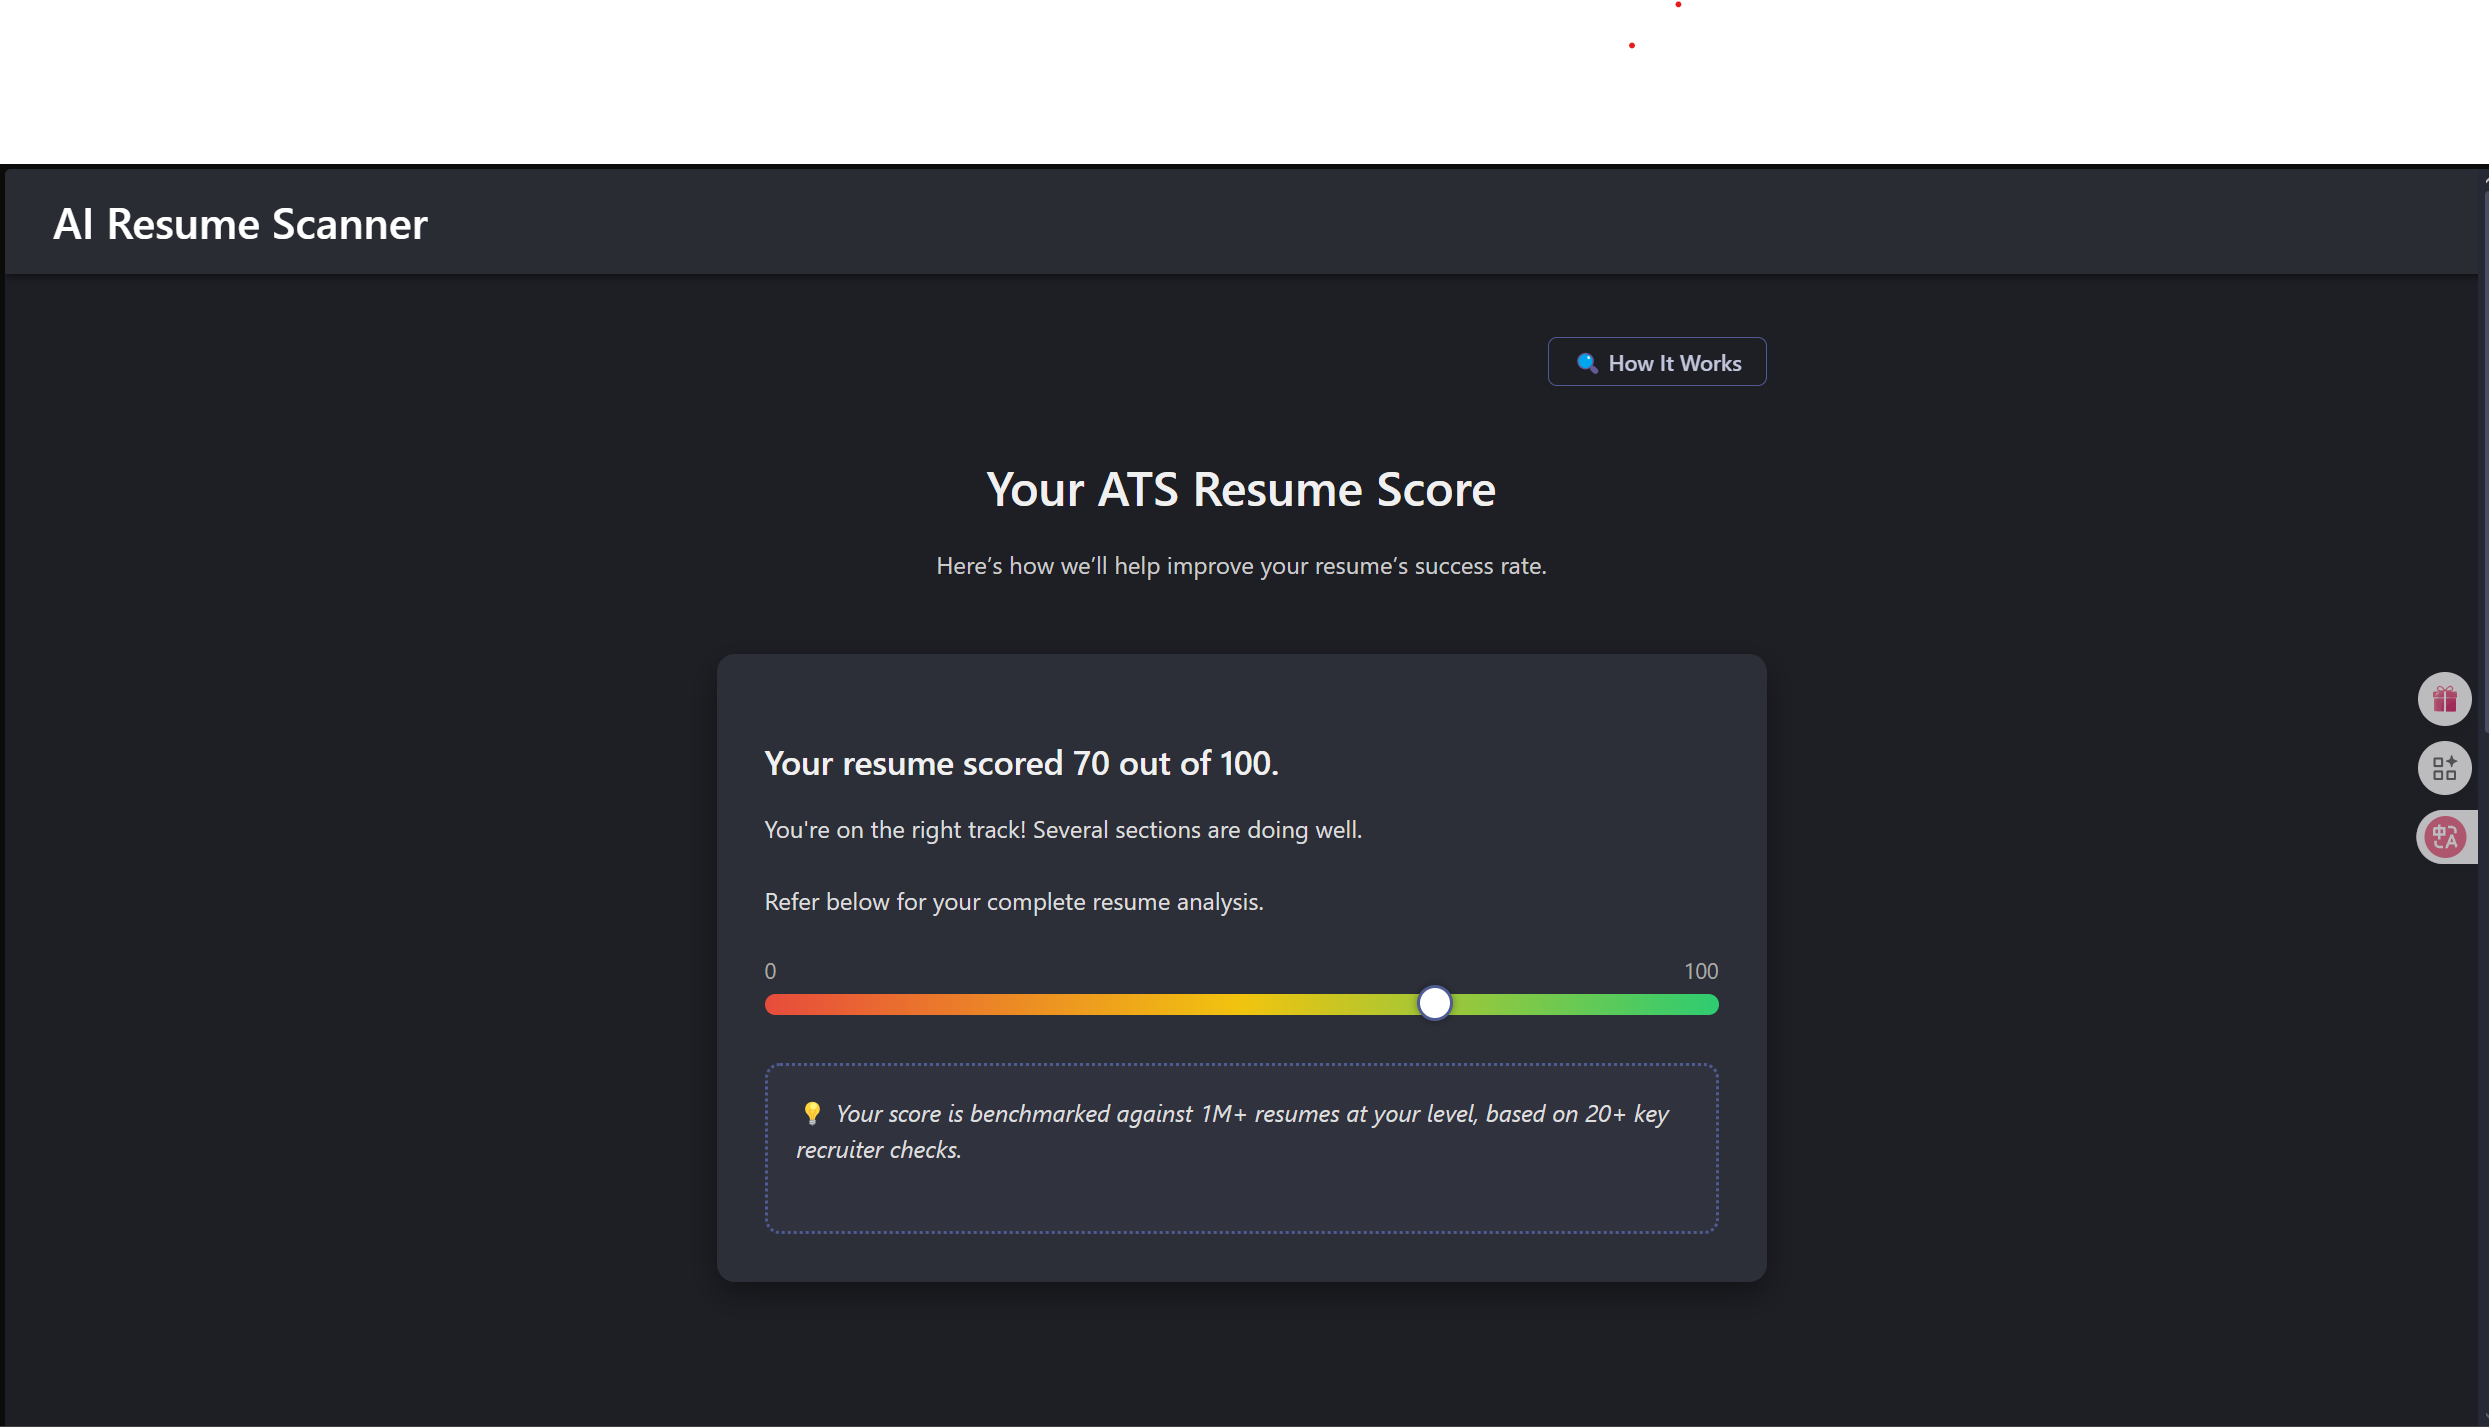 AI Resume Scanner
🔍 How It Works
Your ATS Resume Score
Here’s how we’ll help improve your resume’s success rate.
Your resume scored 70 out of 100.
You're on the right track! Several sections are doing well.
Refer below for your complete resume analysis.
0 100
💡 Your score is benchmarked against 1M+ resumes at your level, based on 20+ key
recruiter checks.
中 A